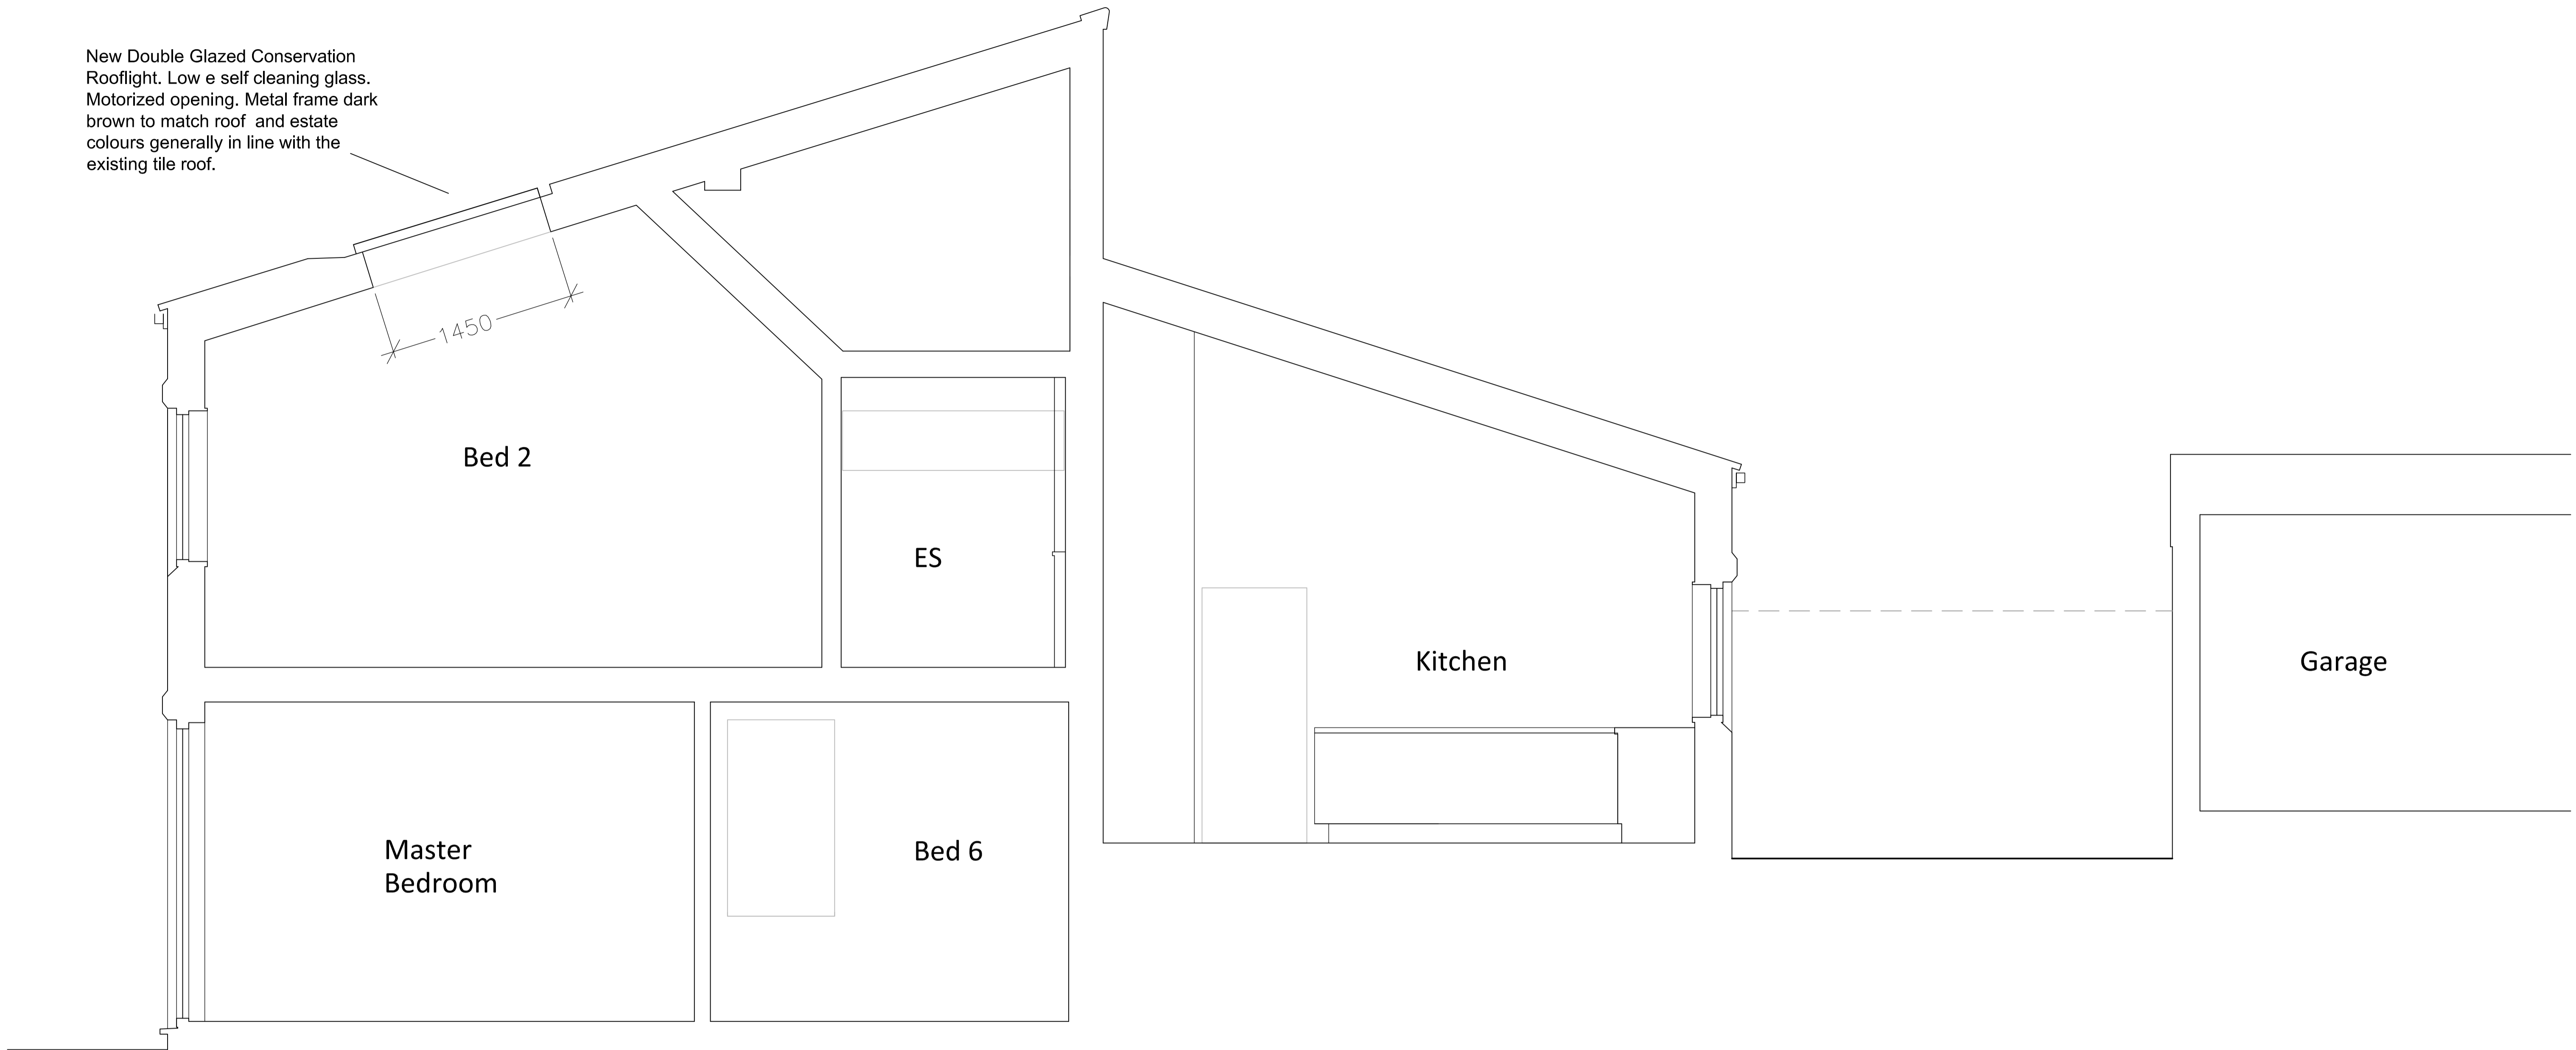 New Double Glazed Conservation
Rooflight. Low e self cleaning glass.
Motorized opening. Metal frame dark
brown to match roof  and estate
colours generally in line with the
existing tile roof.
1450
Bed 2
ES
Kitchen
Garage
Master
Bedroom
Bed 6